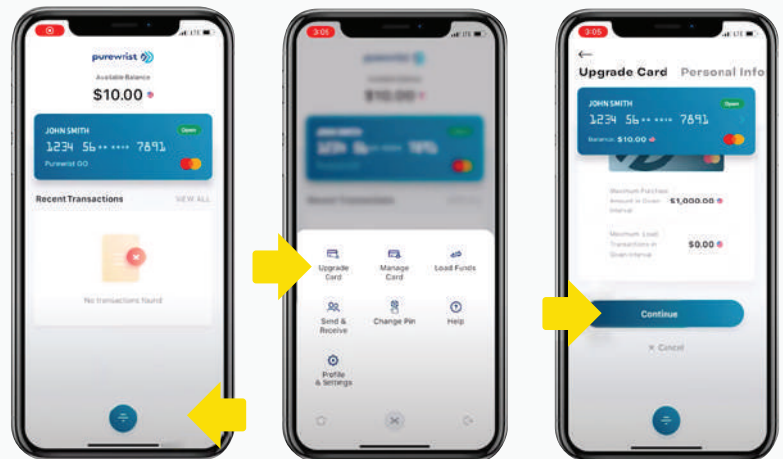 purewrist
Available Balance
$10.00
JOHN SMITH
Open
1234 56•• •••• 7891
Purewrist GO
Recent Transactions
VIEW ALL
No transactions found
3:05
purewrist
$10.00
Upgrade
Card
Manage
Card
Load Funds
Send &
Receive
Change Pin
Help
Profile
& Settings
3:05
Upgrade Card
Personal Info
JOHN SMITH
Open
1234 56•• •••• 7891
Balance: $10.00
Maximum Purchase
Amount in Given
Interval
$1,000.00
Maximum Load
Transactions in
Given Interval
$0.00
Continue
× Cancel